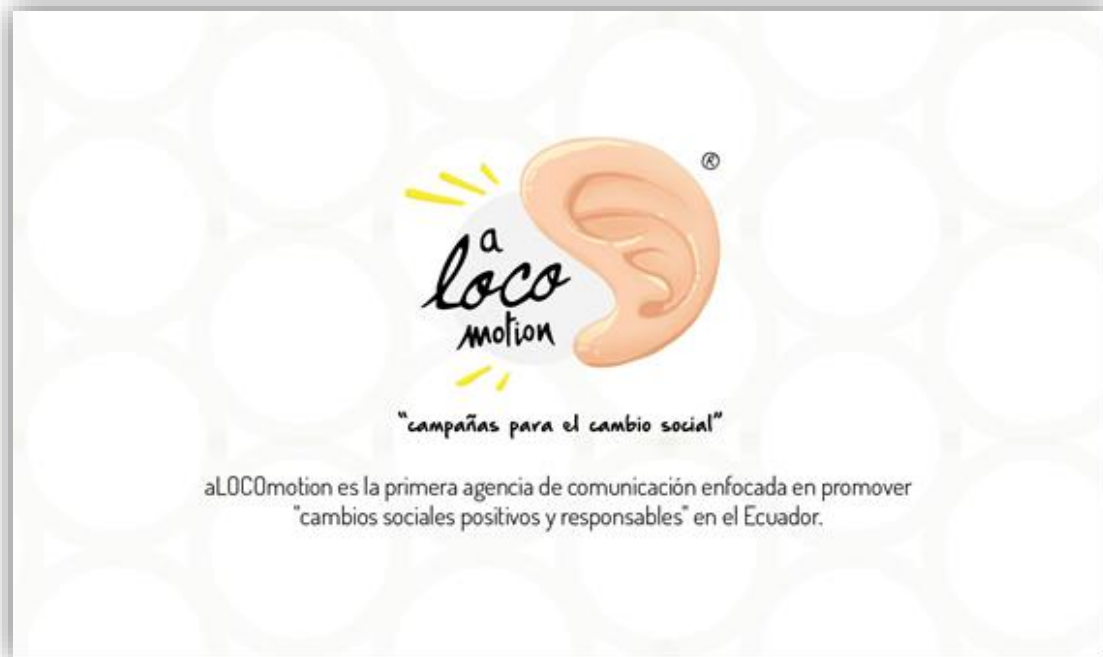 ®
a
loco
motion
"campañas para el cambio social"
aLOCOmotion es la primera agencia de comunicación enfocada en promover
"cambios sociales positivos y responsables" en el Ecuador.